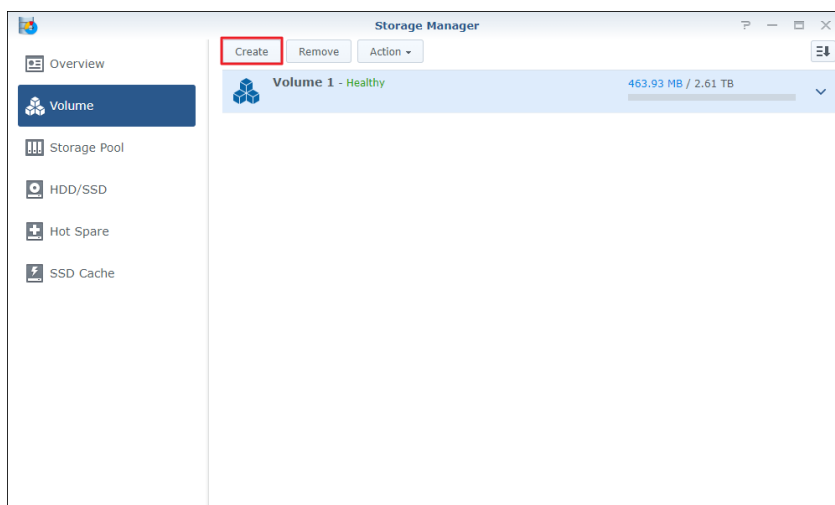 Storage Manager
Overview
Volume
Storage Pool
HDD/SSD
Hot Spare
SSD Cache
Create Remove Action
Volume 1 - Healthy 463.93 MB / 2.61 TB